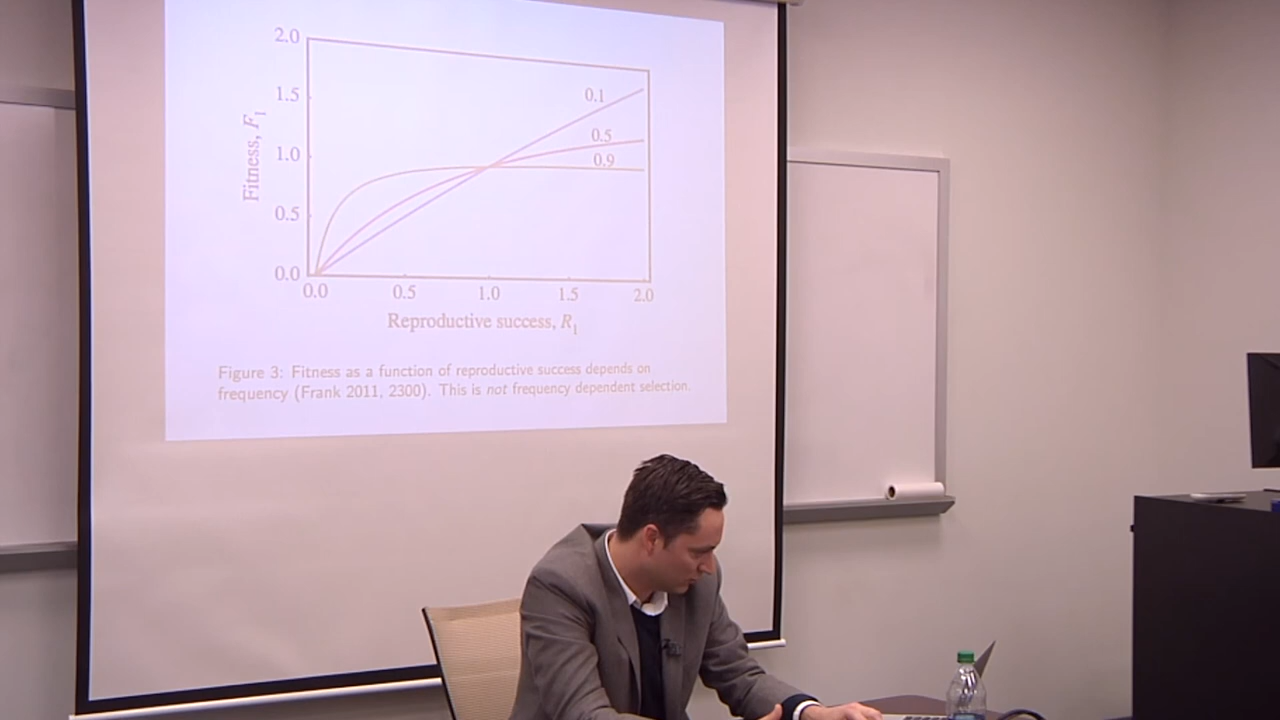 2.0
1.5
1.0
0.5
0.0
Fitness, F1
0.1
0.5
0.9
0.0 0.5 1.0 1.5 2.0
Reproductive success, R1
Figure 3: Fitness as a function of reproductive success depends on
frequency (Frank 2011, 2300). This is not frequency dependent selection.